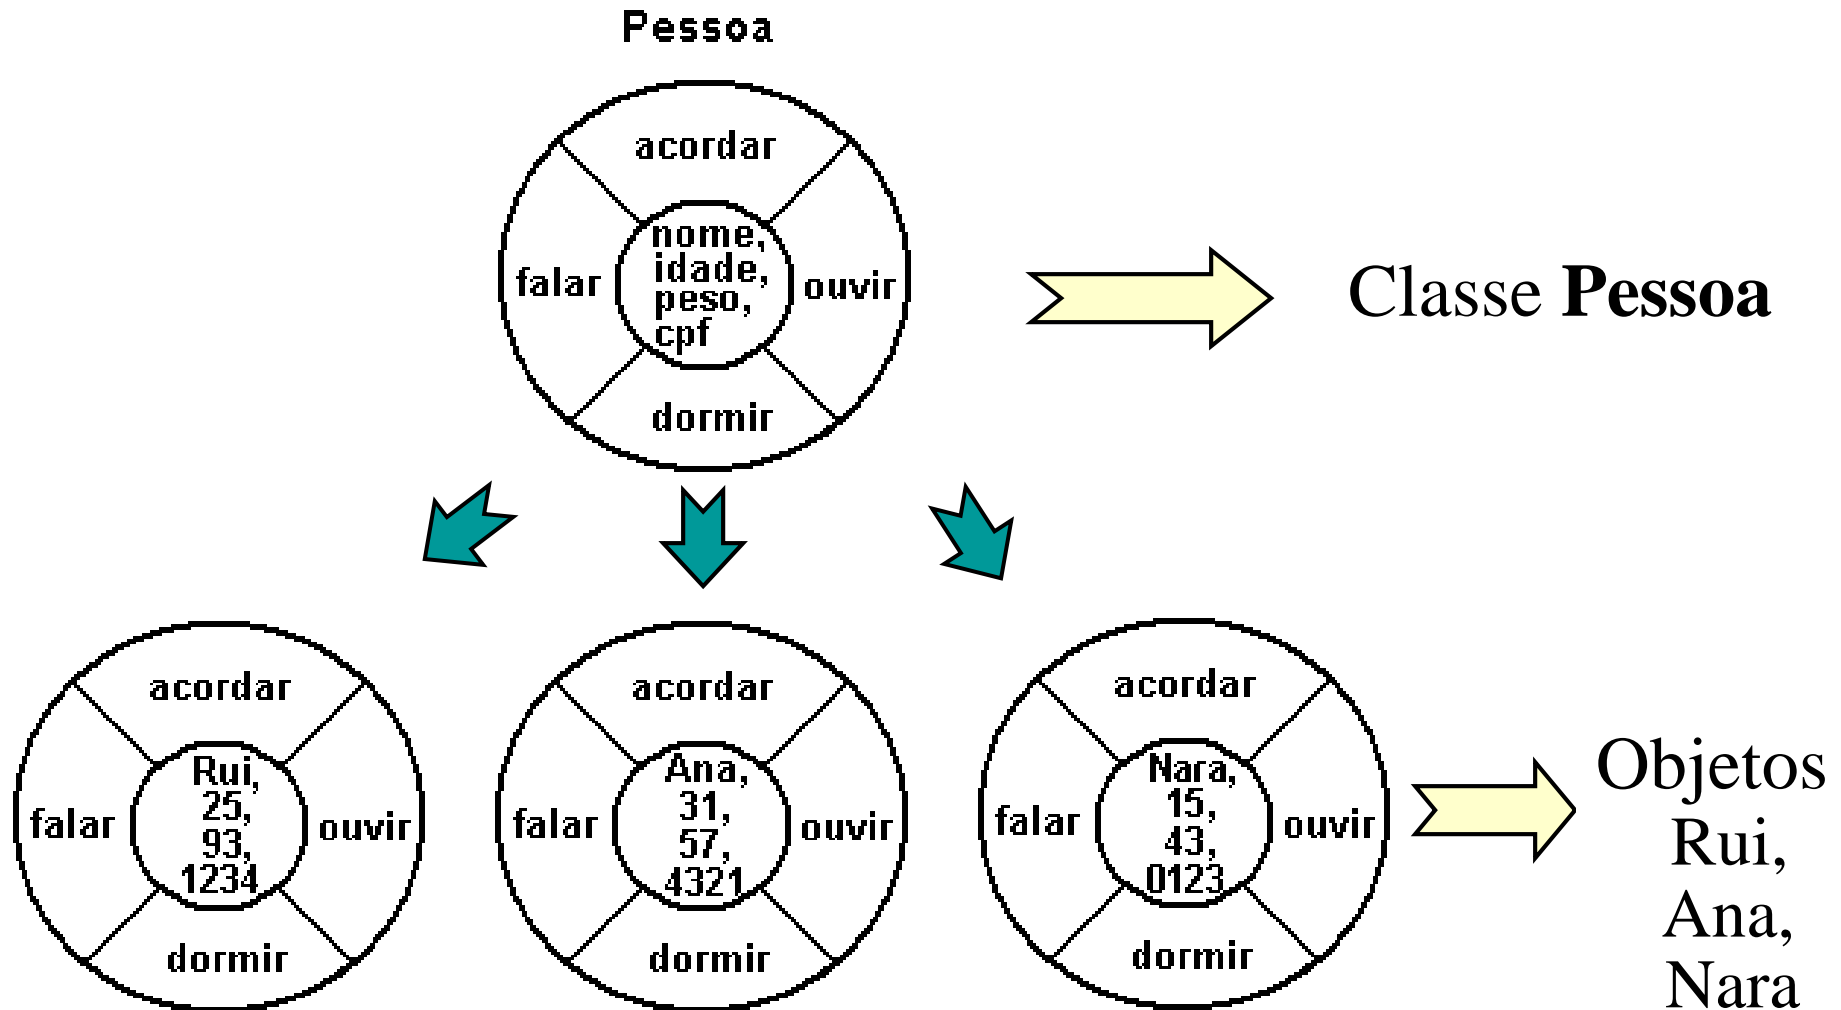 Pessoa
acordar
falar
nome,
idade,
peso,
cpf
ouvir
dormir
Classe Pessoa
acordar
falar
Rui,
25,
93,
1234
ouvir
dormir
acordar
falar
Ana,
31,
57,
4321
ouvir
dormir
acordar
falar
Nara,
15,
43,
0123
ouvir
dormir
Objetos
Rui,
Ana,
Nara